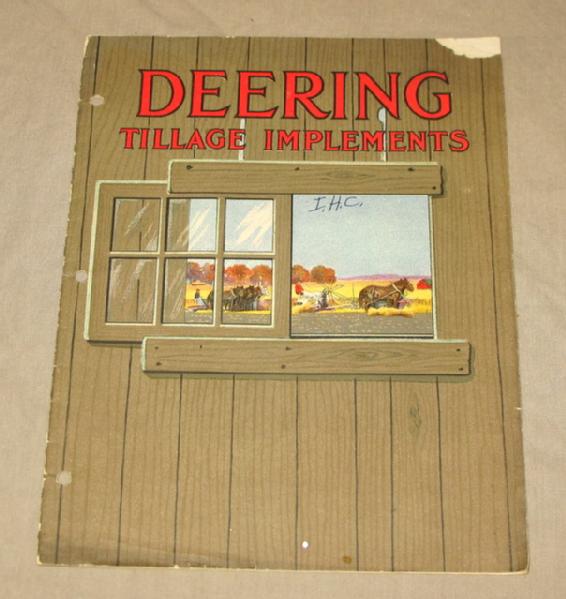 DEERING
TILLAGE IMPLEMENTS
I.H.C.